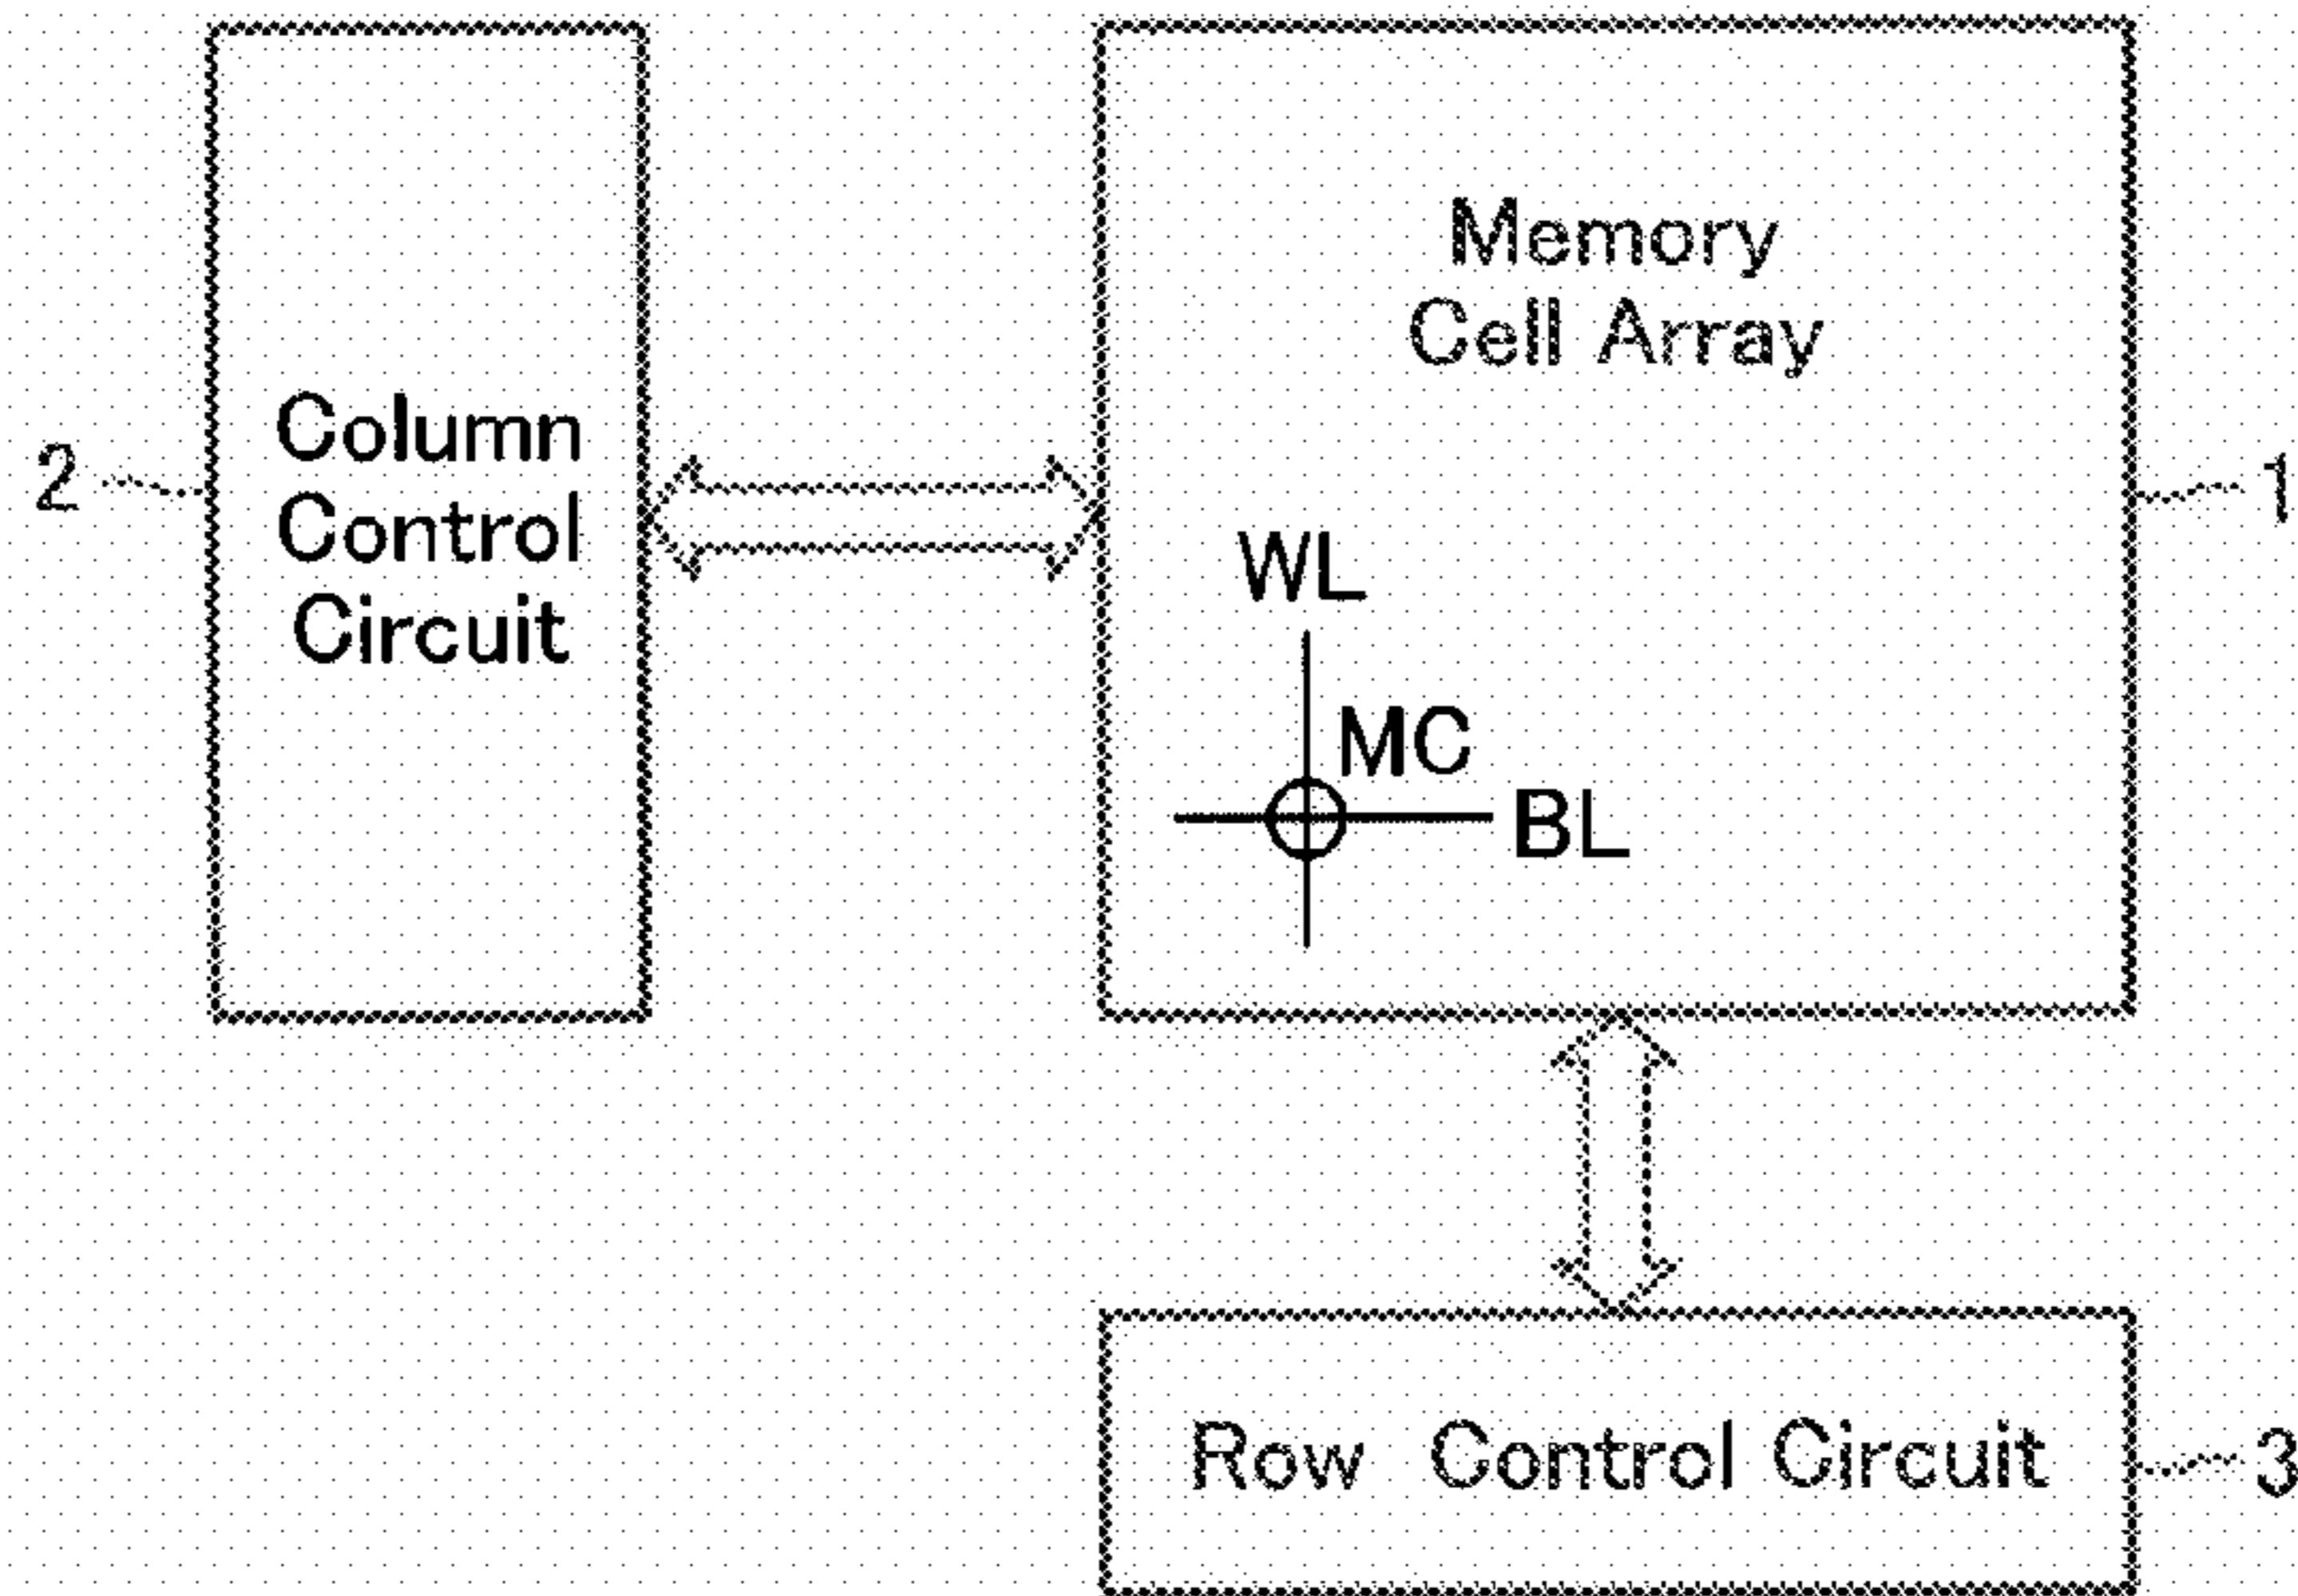 Memory
Cell Array
Column
Control
Circuit
2
1
WL
MC
BL
Row Control Circuit
3